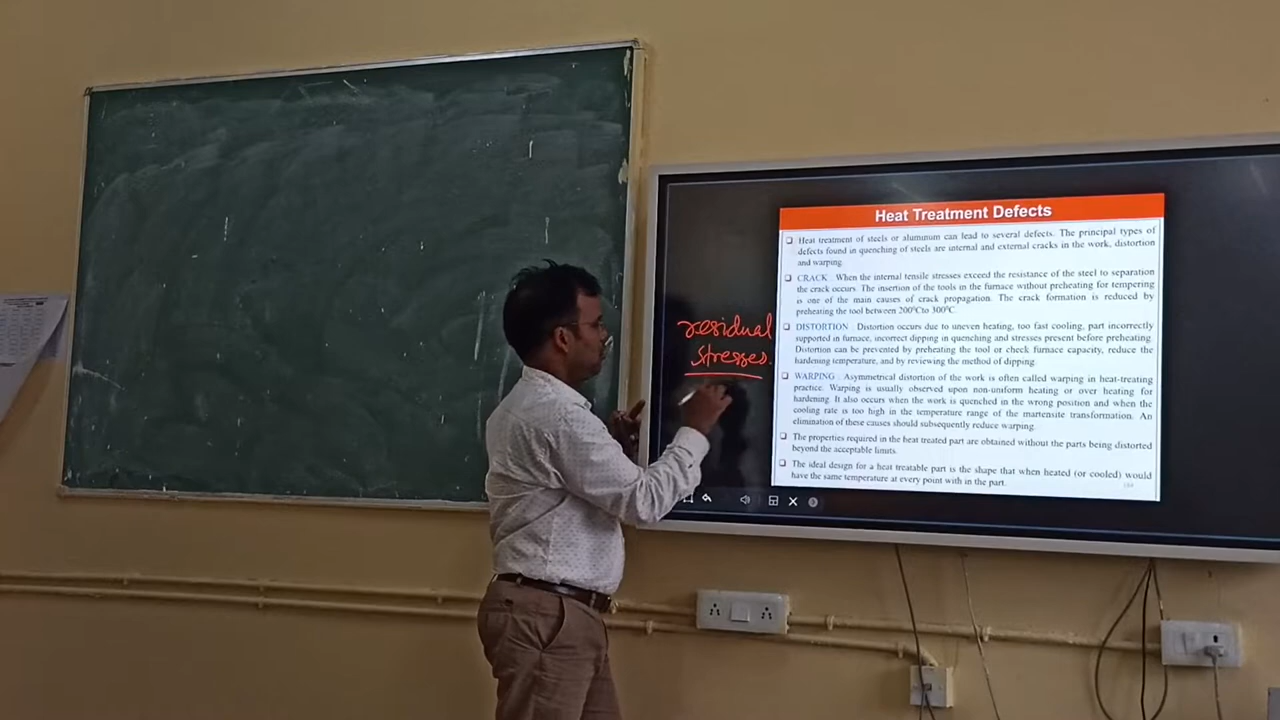 Heat Treatment Defects
Heat treatment of steels or aluminum can lead to several defects. The principal types of
defects found in quenching of steels are internal and external cracks in the work, distortion
and warping.
CRACK : When the internal tensile stresses exceed the resistance of the steel to separation
the crack occurs. The insertion of the tools in the furnace without preheating for tempering
is one of the main causes of crack propagation. The crack formation is reduced by
preheating the tool between 200°Cto 300°C.
DISTORTION : Distortion occurs due to uneven heating, too fast cooling, part incorrectly
supported in furnace, incorrect dipping in quenching and stresses present before preheating.
Distortion can be prevented by preheating the tool or check furnace capacity, reduce the
hardening temperature, and by reviewing the method of dipping.
WARPING : Asymmetrical distortion of the work is often called warping in heat-treating
practice. Warping is usually observed upon non-uniform heating or over heating for
hardening. It also occurs when the work is quenched in the wrong position and when the
cooling rate is too high in the temperature range of the martensite transformation. An
elimination of these causes should subsequently reduce warping.
The properties required in the heat treated part are obtained without the parts being distorted
beyond the acceptable limits.
The ideal design for a heat treatable part is the shape that when heated (or cooled) would
have the same temperature at every point with in the part.
residual
stresses.